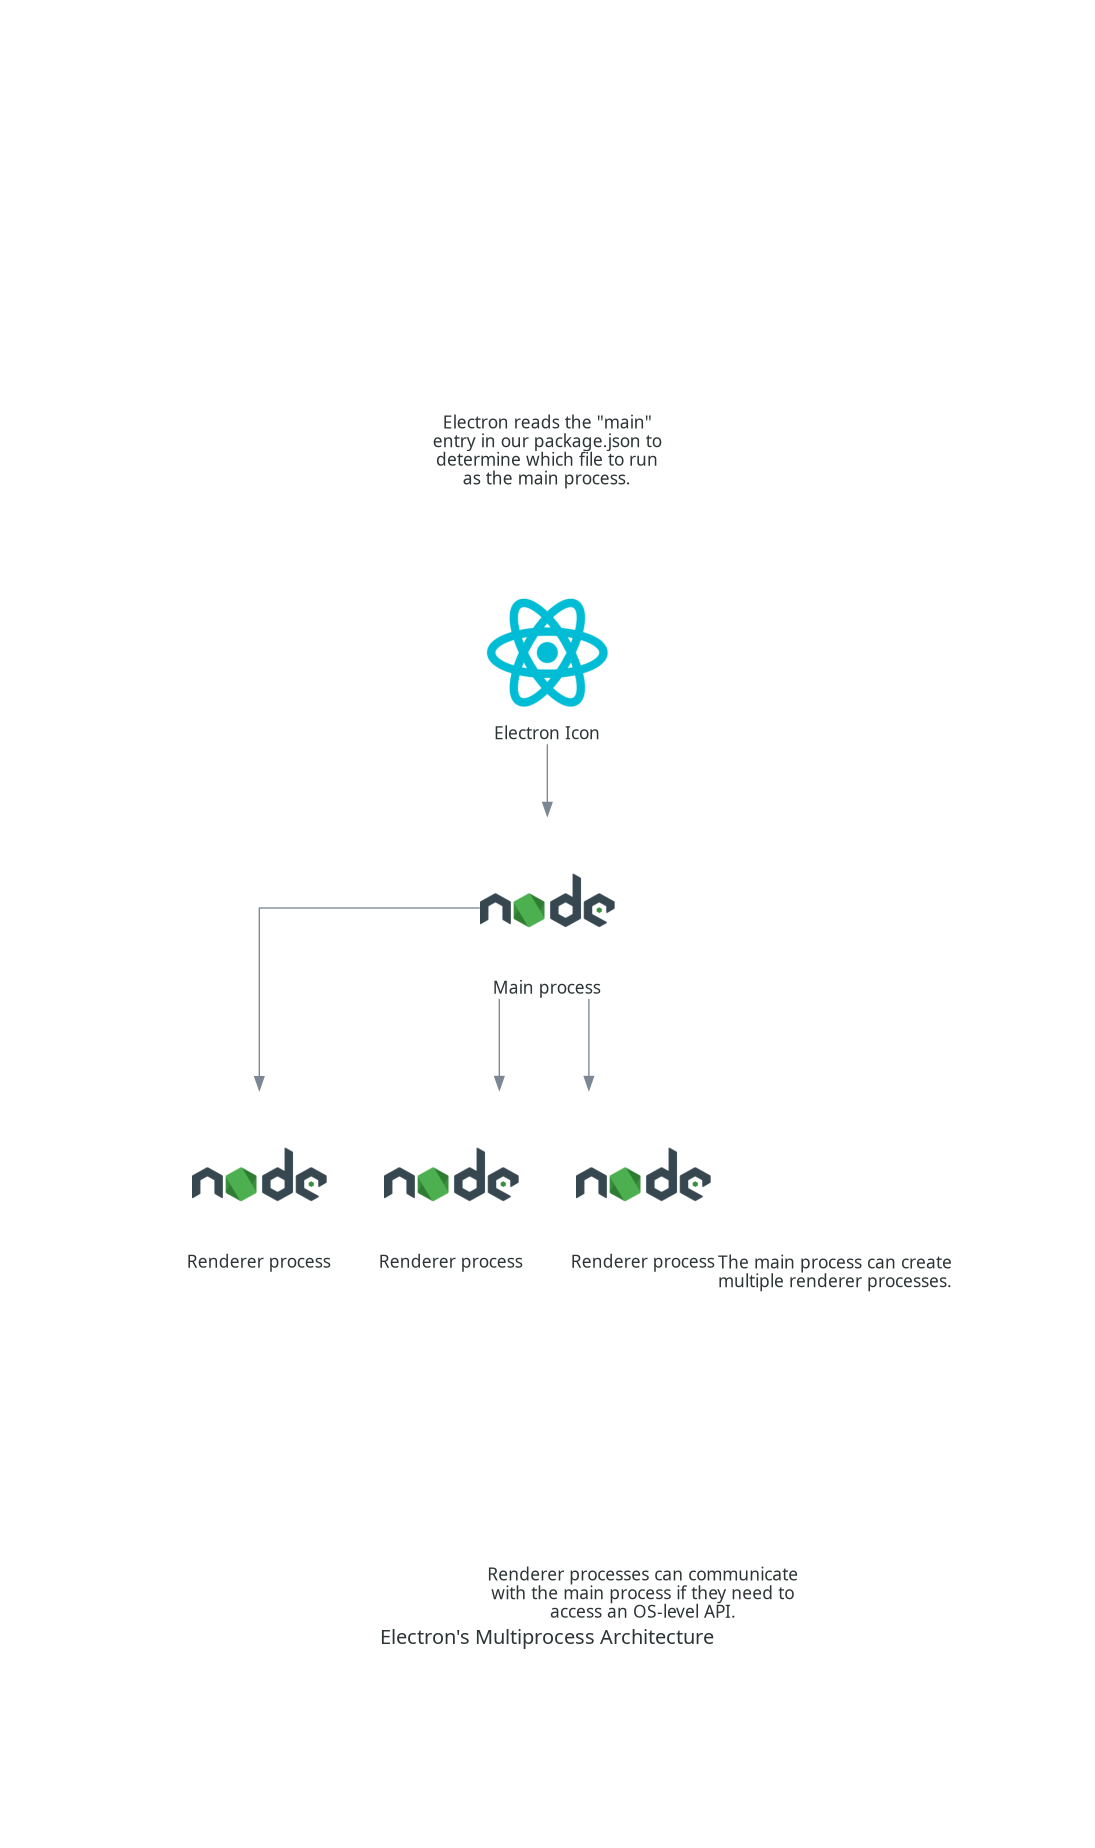 Electron reads the "main"
entry in our package.json to
determine which file to run
as the main process.
Electron Icon
node
Main process
node
node
node
Renderer process
Renderer process
Renderer process
The main process can create
multiple renderer processes.
Renderer processes can communicate
with the main process if they need to
access an OS-level API.
Electron's Multiprocess Architecture